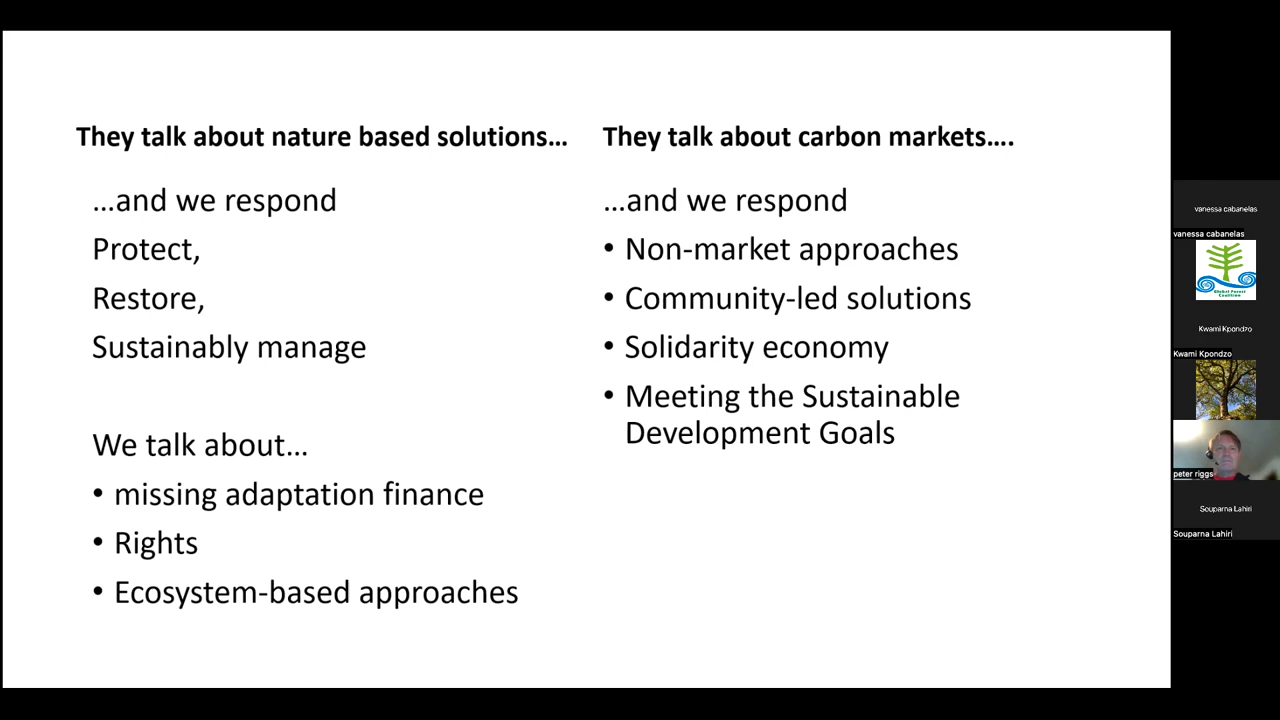 They talk about nature based solutions...
...and we respond
Protect,
Restore,
Sustainably manage
We talk about...
• missing adaptation finance
• Rights
• Ecosystem-based approaches
They talk about carbon markets....
...and we respond
• Non-market approaches
• Community-led solutions
• Solidarity economy
• Meeting the Sustainable
Development Goals
vanessa cabanelas
vanessa cabanelas
Global Forest
Coalition
Kwami Kpondzo
Kwami Kpondzo
peter riggs
Souparna Lahiri
Souparna Lahiri